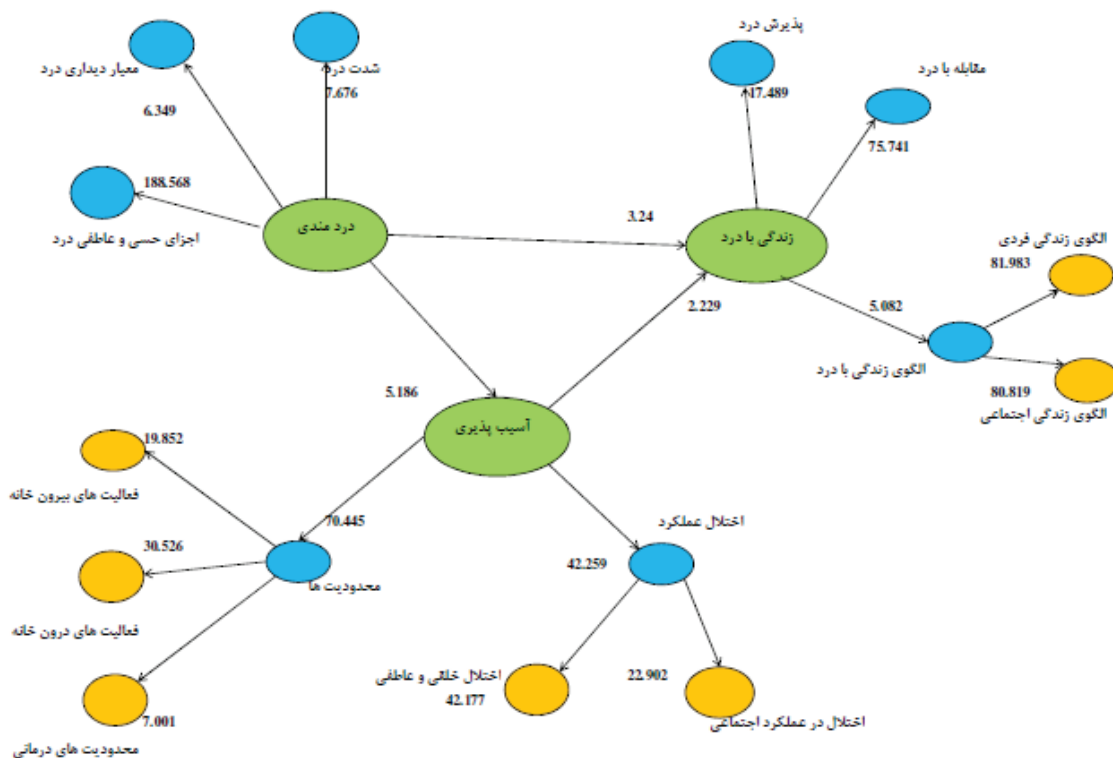 پذیرش درد
شدت درد
معیار دیداری درد
مقابله با درد
7.676
17.489
6.349
75.741
188.568
3.24
درد مندی
زندگی با درد
اجزای حسی و عاطفی درد
الگوی زندگی فردی
81.983
2.229
5.082
الگوی زندگی با درد
5.186
80.819
الگوی زندگی اجتماعی
آسیب پذیری
19.852
فعالیت های بیرون خانه
70.445
اختلال عملکرد
30.526
42.259
محدودیت ها
فعالیت های درون خانه
اختلال خلقی و عاطفی
22.902
42.177
7.001
اختلال در عملکرد اجتماعی
محدودیت های درمانی